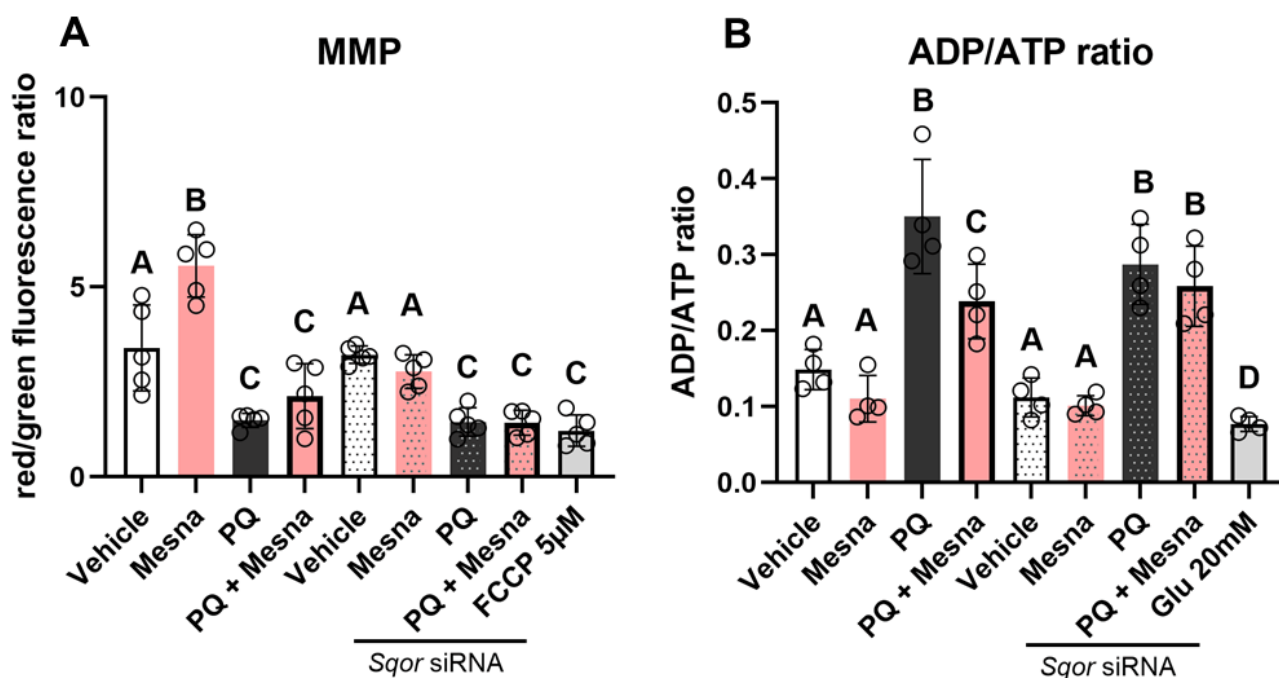 A
MMP
red/green fluorescence ratio
10
5
0
A
B
C
C
A
A
C
C
C
Vehicle
Mesna
PQ
PQ + Mesna
Vehicle
Mesna
PQ
PQ + Mesna
FCCP 5µM
Sqor siRNA
B
ADP/ATP ratio
ADP/ATP ratio
0.5
0.4
0.3
0.2
0.1
0.0
A
A
B
C
A
A
B
B
D
Vehicle
Mesna
PQ
PQ + Mesna
Vehicle
Mesna
PQ
PQ + Mesna
Glu 20mM
Sqor siRNA